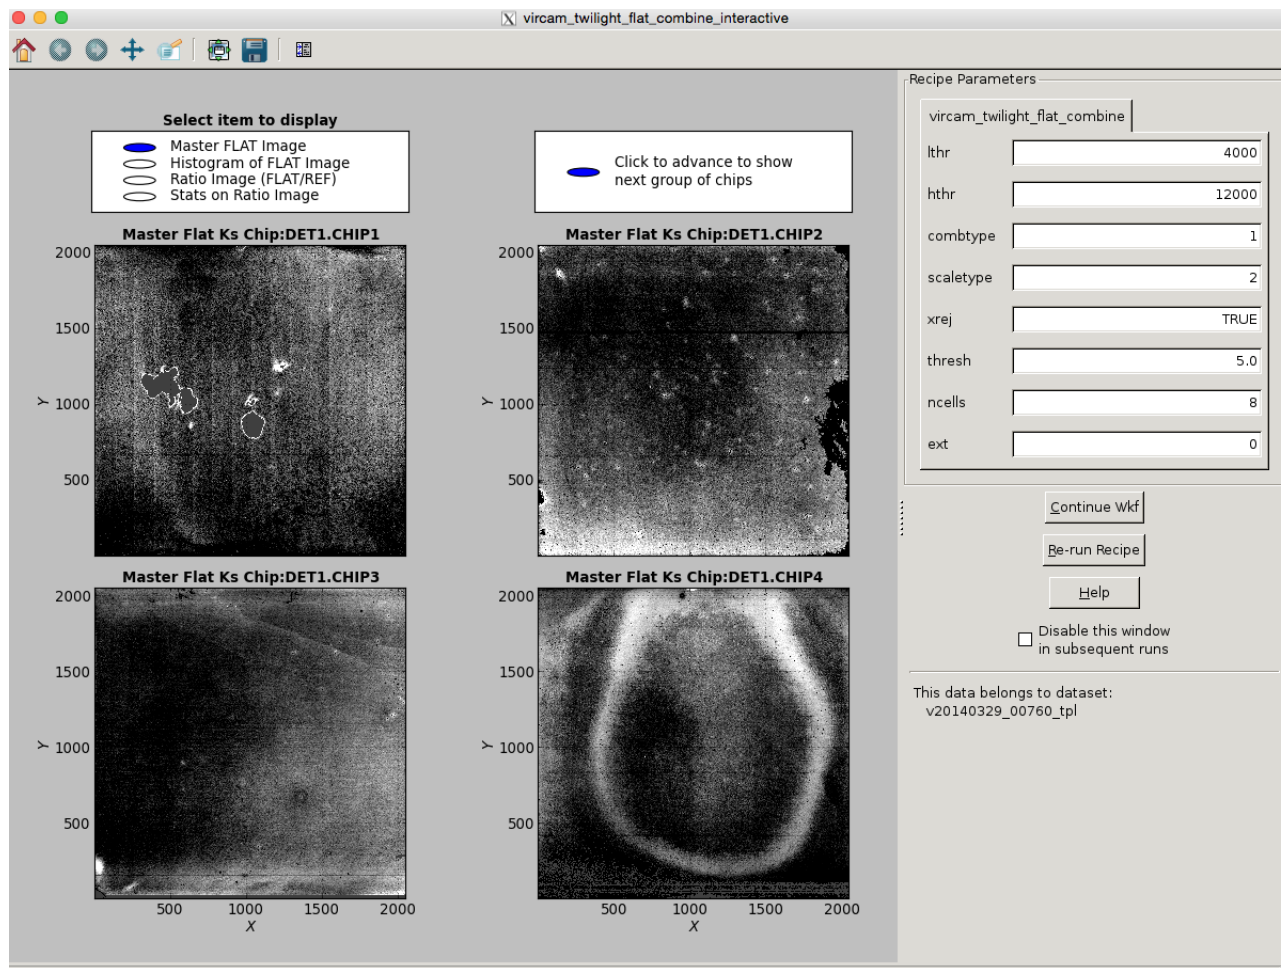 vircam_twilight_flat_combine_interactive
Select item to display
Master FLAT Image
Histogram of FLAT Image
Ratio Image (FLAT/REF)
Stats on Ratio Image
Click to advance to show
next group of chips
Master Flat Ks Chip:DET1.CHIP1
2000
1500
1000
500
Y
Master Flat Ks Chip:DET1.CHIP2
2000
1500
1000
500
Y
Master Flat Ks Chip:DET1.CHIP3
2000
1500
1000
500
Y
500 1000 1500 2000
X
Master Flat Ks Chip:DET1.CHIP4
2000
1500
1000
500
Y
500 1000 1500 2000
X
Recipe Parameters
vircam_twilight_flat_combine
lthr 4000
hthr 12000
combtype 1
scaletype 2
xrej TRUE
thresh 5.0
ncells 8
ext 0
Continue Wkf
Re-run Recipe
Help
Disable this window
in subsequent runs
This data belongs to dataset:
v20140329_00760_tpl